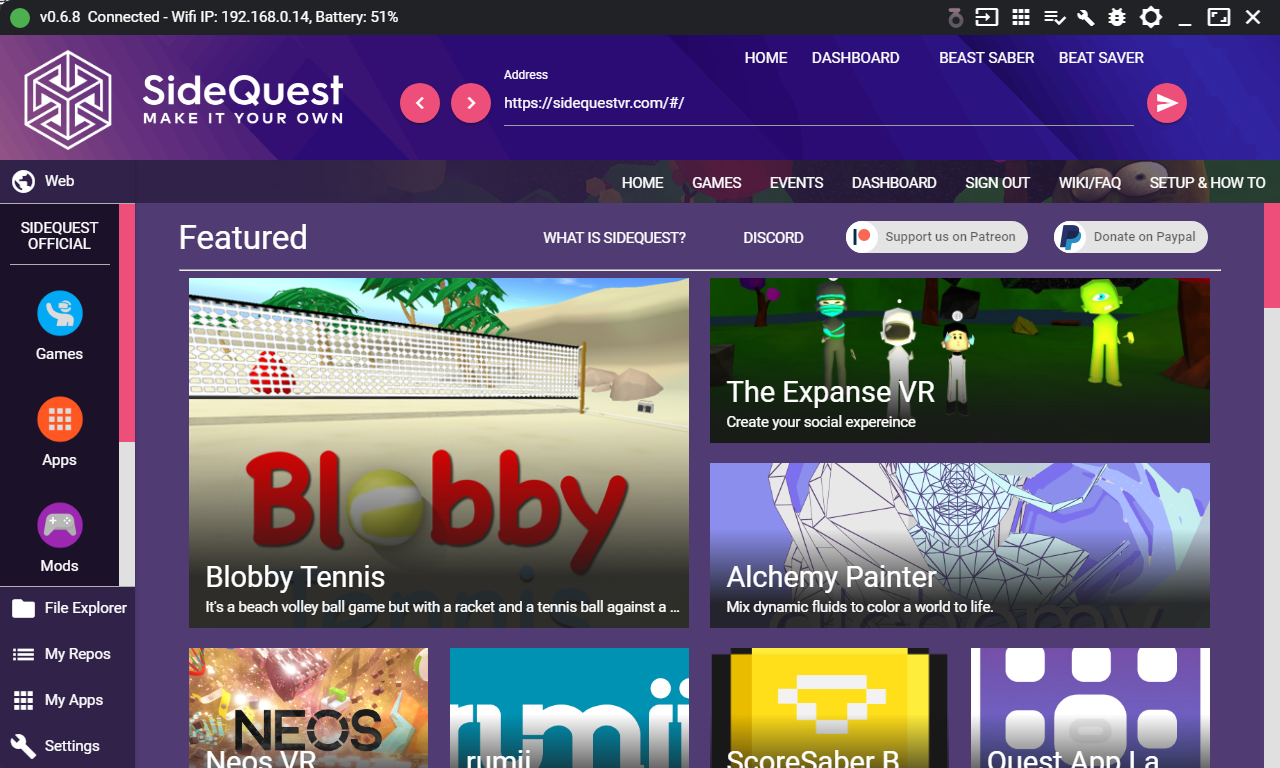 v0.6.8 Connected - Wifi IP: 192.168.0.14, Battery: 51%
HOME DASHBOARD BEAST SABER BEAT SAVER
SideQuest
MAKE IT YOUR OWN
Address
https://sidequestvr.com/#/
Web
HOME GAMES EVENTS DASHBOARD SIGN OUT WIKI/FAQ SETUP & HOW TO
SIDEQUEST
OFFICIAL
Games
Apps
Mods
File Explorer
My Repos
My Apps
Settings
Featured
WHAT IS SIDEQUEST?
DISCORD
Support us on Patreon
Donate on Paypal
Blobby
Tennis
Blobby Tennis
It's a beach volley ball game but with a racket and a tennis ball against a ...
The Expanse VR
Create your social expereince
Alchemy Painter
Mix dynamic fluids to color a world to life.
NEOS
Neos VR
rumii
rumii
ScoreSaber B
Quest App La